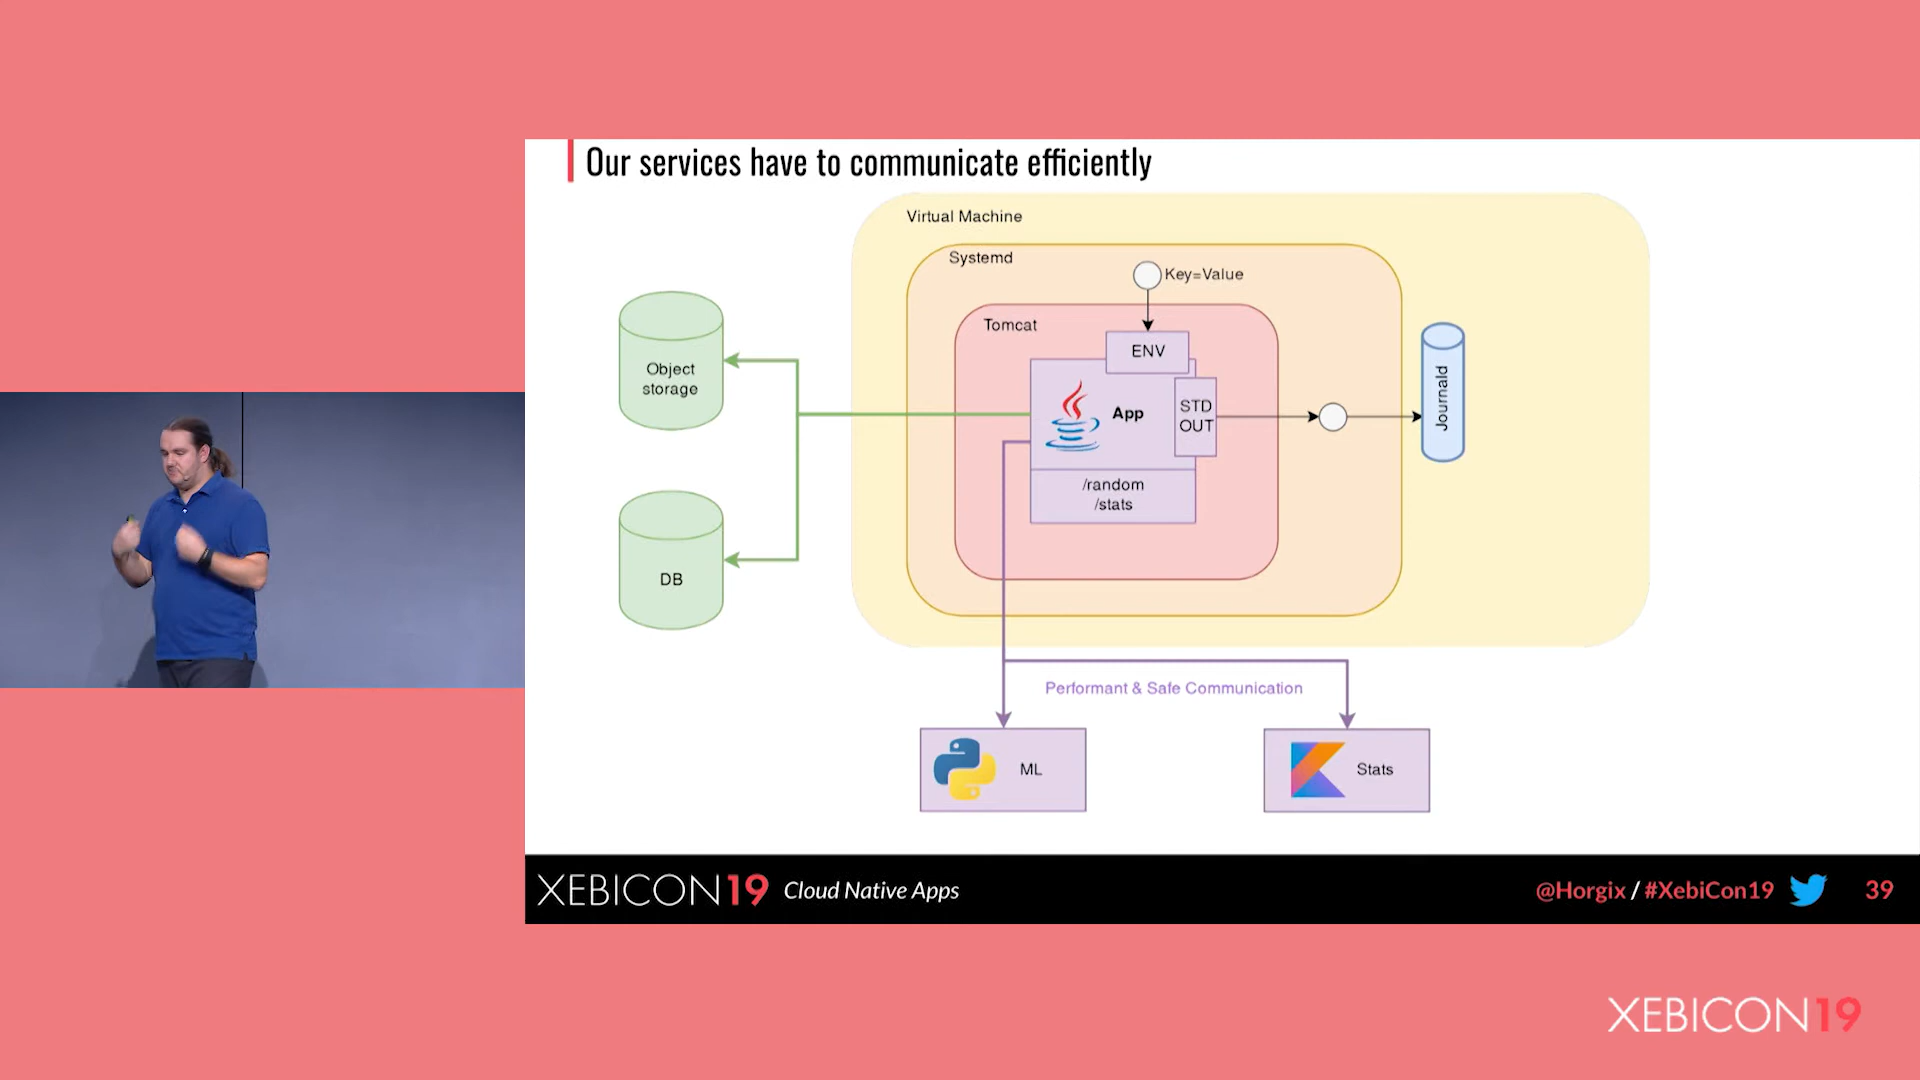 Our services have to communicate efficiently
Virtual Machine
Systemd
Key=Value
Tomcat
ENV
Object
storage
App
STD
OUT
Journald
/random
/stats
DB
Performant & Safe Communication
ML
Stats
XEBICON19 Cloud Native Apps
@Horgix / #XebiCon19 39
XEBICON19